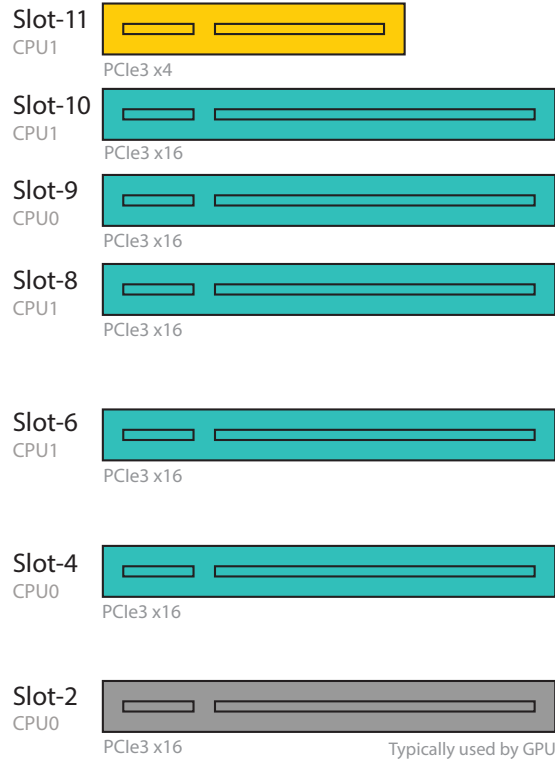 Slot-11
CPU1
PCIe3 x4
Slot-10
CPU1
PCIe3 x16
Slot-9
CPU0
PCIe3 x16
Slot-8
CPU1
PCIe3 x16
Slot-6
CPU1
PCIe3 x16
Slot-4
CPU0
PCIe3 x16
Slot-2
CPU0
PCIe3 x16
Typically used by GPU